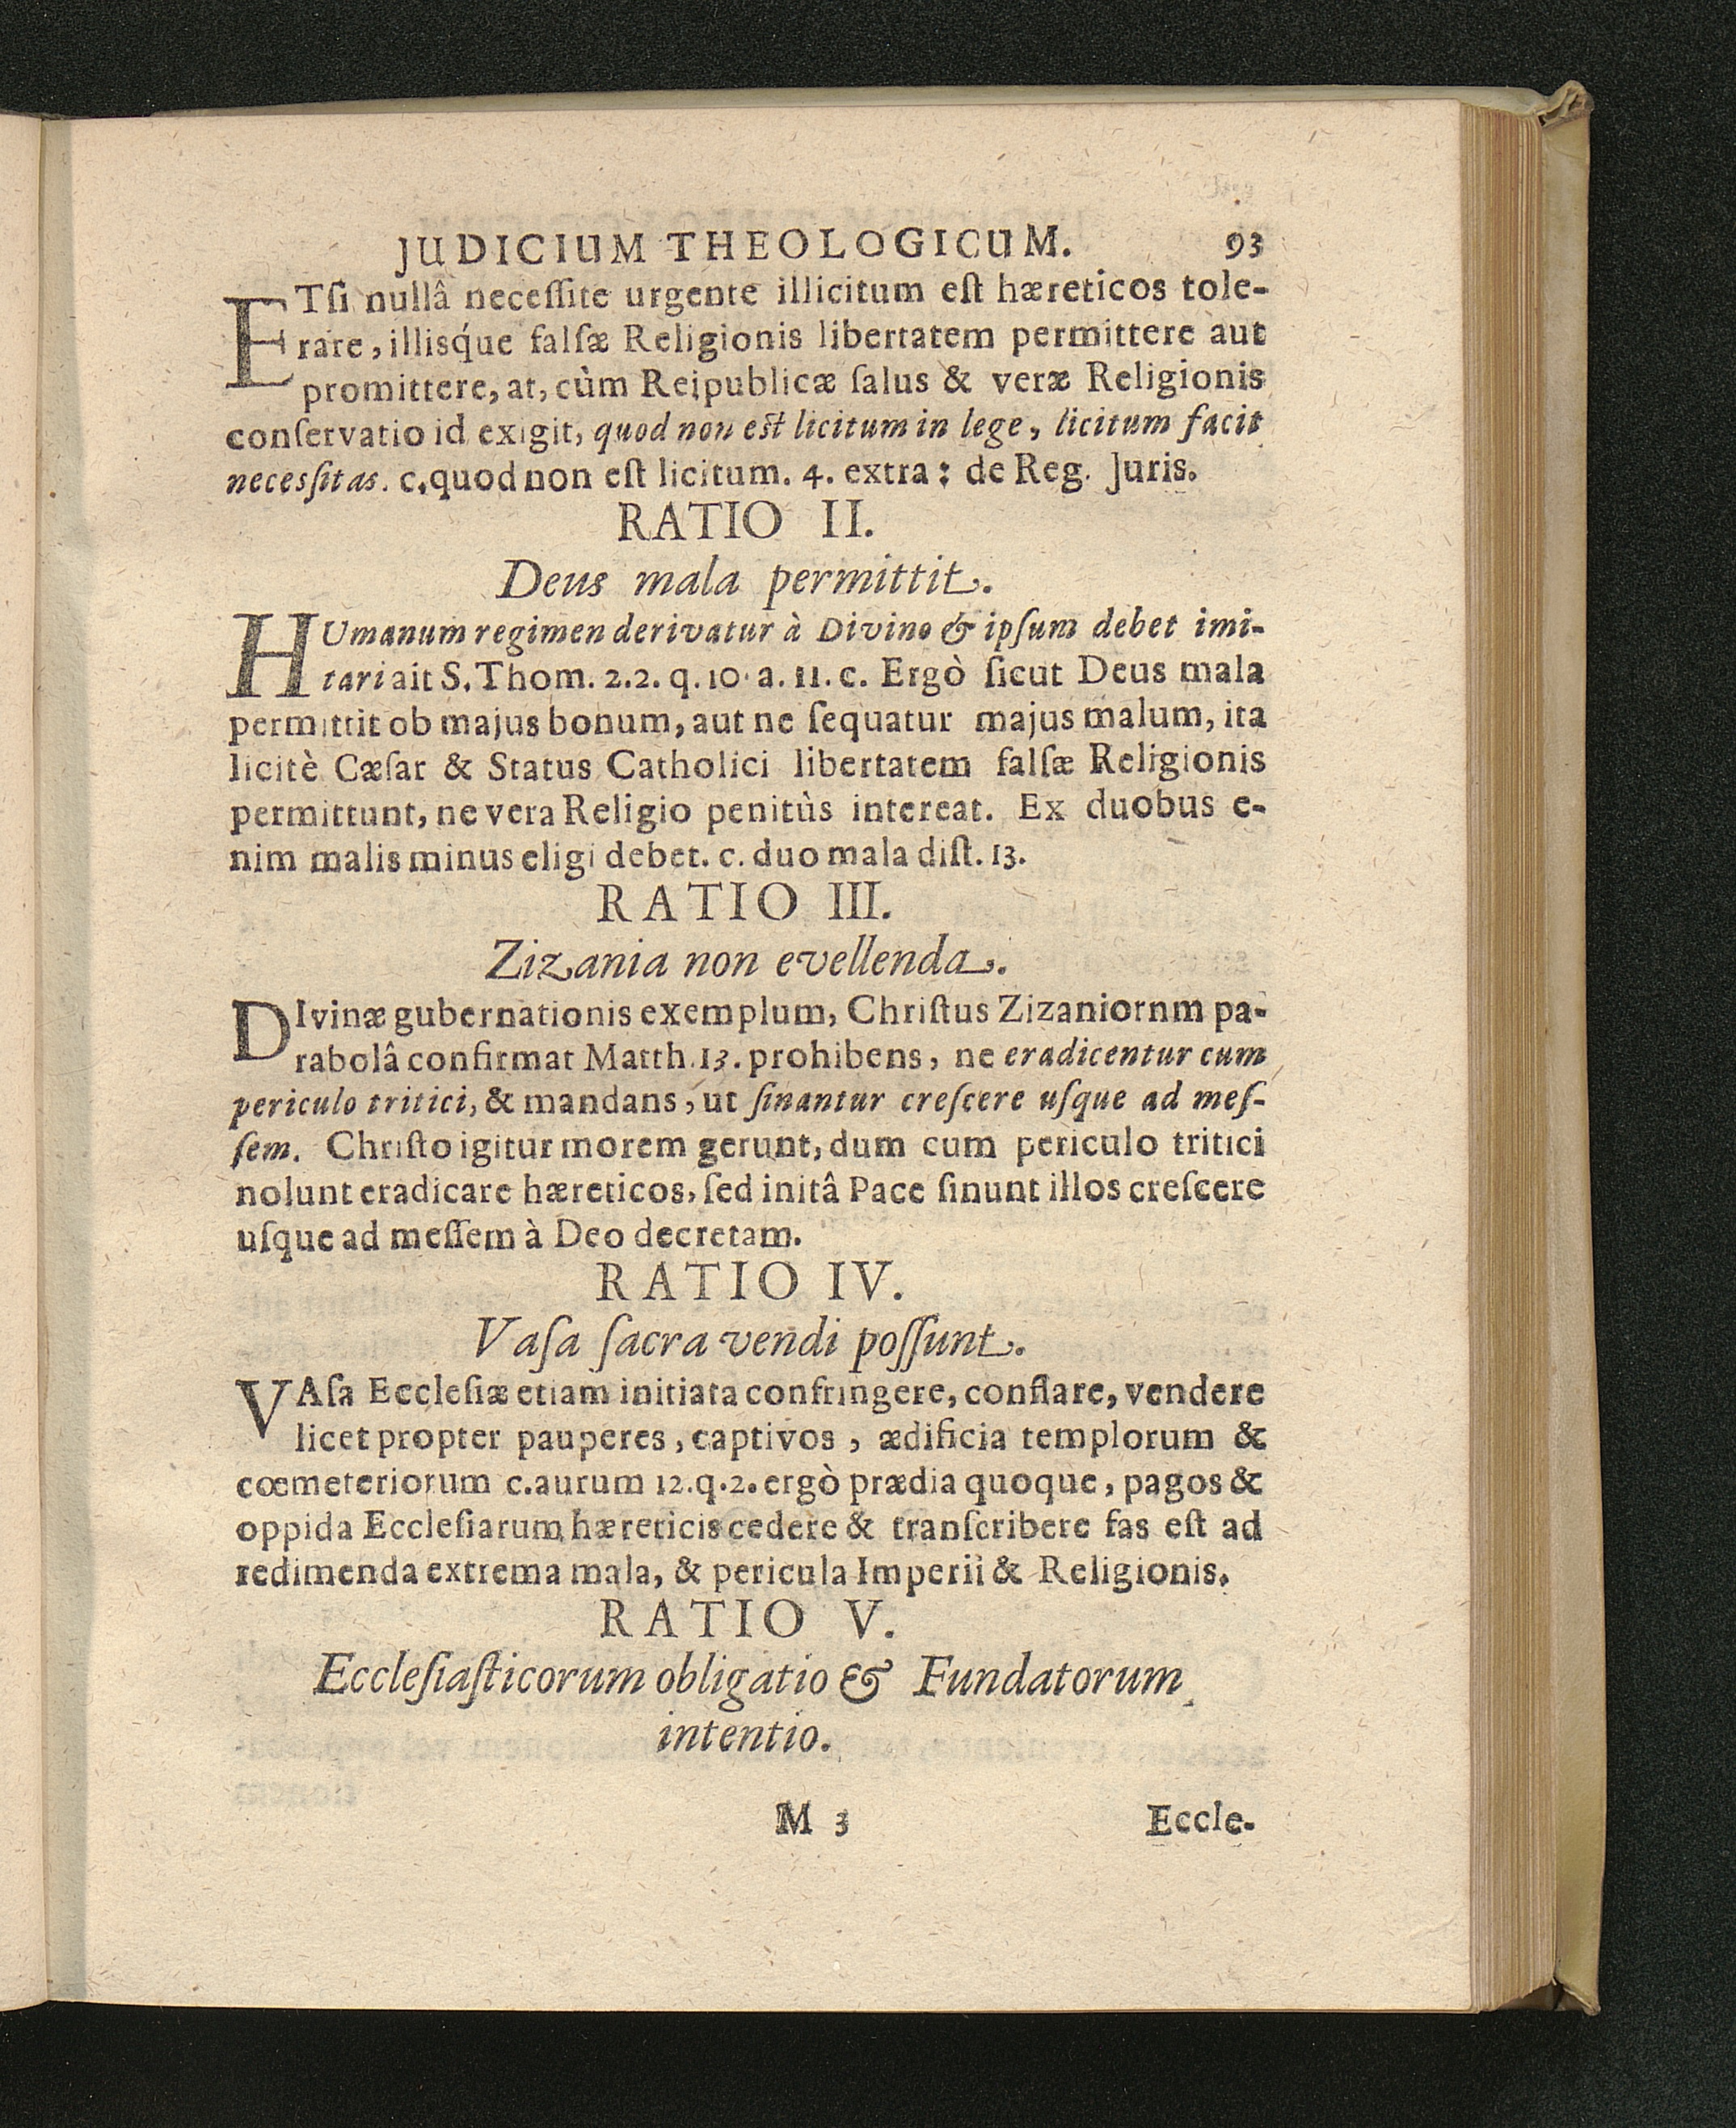 JUDICIUM THEOLOGICUM. 93
ETſi nullâ neceſſite urgente illicitum eſt hæreticos tole-
rare, illisq́ue falſæ Religionis libertatem permittere aut
promittere, at, cùm Reipublicæ ſalus & veræ Religionis
conſervatio id exigit, quod non eſt licitum in lege, licitum facit
necesſitas. c.quod non eſt licitum. 4. extra: de Reg. Juris.
RATIO II.
Deus mala permittit.
HUmanum regimen derivatur à Divino & ipſum debet imi-
tari ait S. Thom. 2.2. q. 10. a. 11. c. Ergò ſicut Deus mala
permittit ob majus bonum, aut ne ſequatur majus malum, ita
licitè Cæſar & Status Catholici libertatem falſæ Religionis
permittunt, ne vera Religio penitùs intereat. Ex duobus e-
nim malis minus eligi debet. c. duo mala diſt. 13.
RATIO III.
Zizania non evellenda.
DIvinæ gubernationis exemplum, Chriſtus Zizaniornm pa-
rabolâ confirmat Matth. 13. prohibens, ne eradicentur cum
periculo tritici, & mandans, ut ſinantur creſcere uſque ad meſ-
ſem. Chriſto igitur morem gerunt, dum cum periculo tritici
nolunt eradicare hæreticos, ſed initâ Pace ſinunt illos creſcere
uſque ad meſſem à Deo decretam.
RATIO IV.
Vaſa ſacra vendi poſſunt.
VAſa Eccleſiæ etiam initiata confringere, conflare, vendere
licet propter pauperes, captivos, ædificia templorum &
cœmeteriorum c. aurum 12.q.2. ergò prædia quoque, pagos &
oppida Eccleſiarum hæreticis cedere & tranſcribere fas eſt ad
redimenda extrema mala, & pericula Imperii & Religionis.
RATIO V.
Eccleſiaſticorum obligatio & Fundatorum
intentio.
M 3 Eccle-